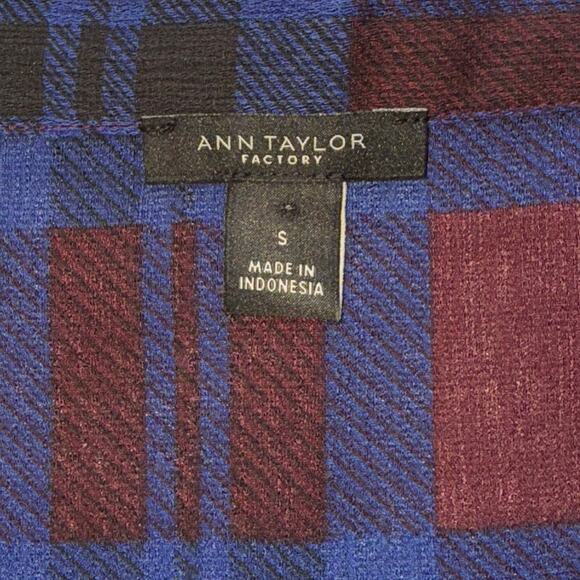 ANN TAYLOR
FACTORY
S
MADE IN
INDONESIA